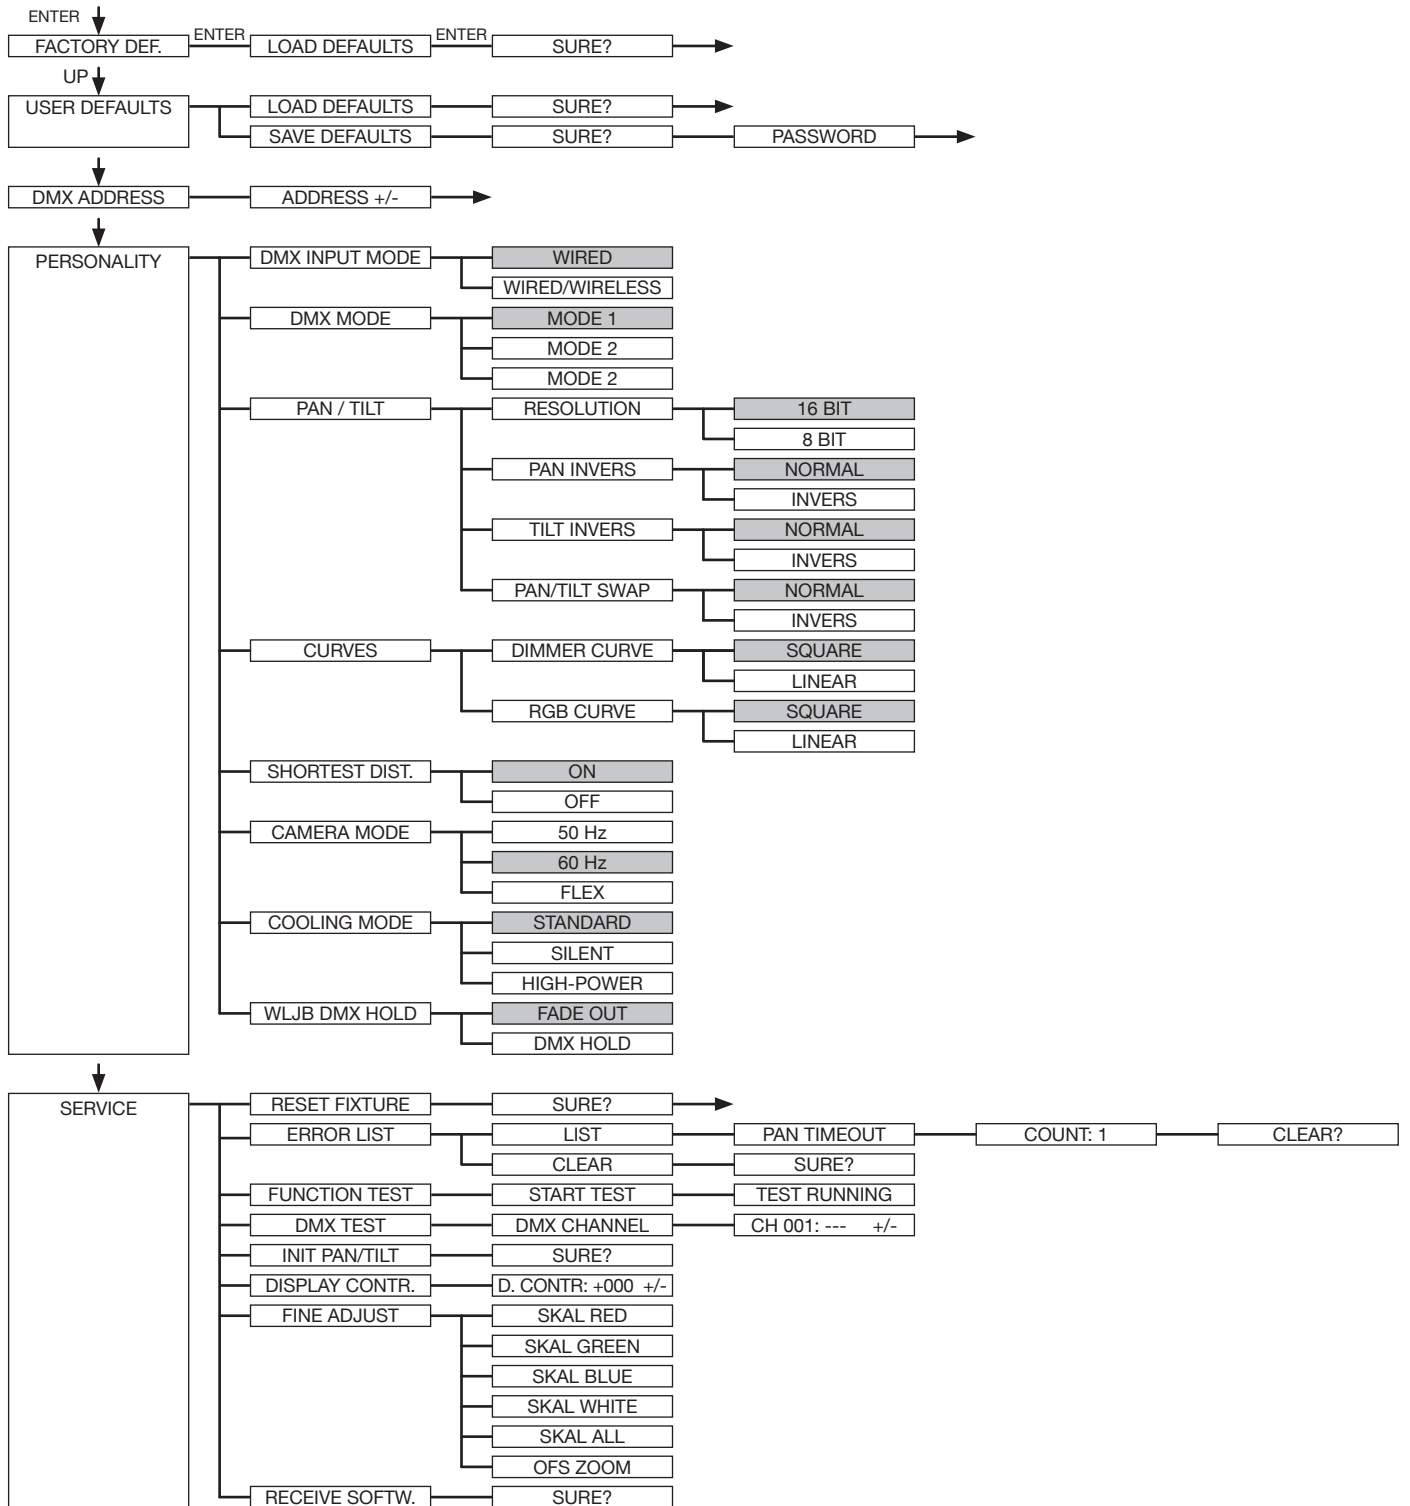 ENTER
FACTORY DEF. ENTER LOAD DEFAULTS ENTER SURE?
UP
USER DEFAULTS LOAD DEFAULTS SURE?
SAVE DEFAULTS SURE? PASSWORD
DMX ADDRESS ADDRESS +/-
PERSONALITY DMX INPUT MODE WIRED
WIRED/WIRELESS
DMX MODE MODE 1
MODE 2
MODE 2
PAN / TILT RESOLUTION 16 BIT
8 BIT
PAN INVERS NORMAL
INVERS
TILT INVERS NORMAL
INVERS
PAN/TILT SWAP NORMAL
INVERS
CURVES DIMMER CURVE SQUARE
LINEAR
RGB CURVE SQUARE
LINEAR
SHORTEST DIST. ON
OFF
CAMERA MODE 50 Hz
60 Hz
FLEX
COOLING MODE STANDARD
SILENT
HIGH-POWER
WLJB DMX HOLD FADE OUT
DMX HOLD
SERVICE RESET FIXTURE SURE?
ERROR LIST LIST PAN TIMEOUT COUNT: 1 CLEAR?
CLEAR SURE?
FUNCTION TEST START TEST TEST RUNNING
DMX TEST DMX CHANNEL CH 001: --- +/-
INIT PAN/TILT SURE?
DISPLAY CONTR. D. CONTR: +000 +/-
FINE ADJUST SKAL RED
SKAL GREEN
SKAL BLUE
SKAL WHITE
SKAL ALL
OFS ZOOM
RECEIVE SOFTW. SURE?